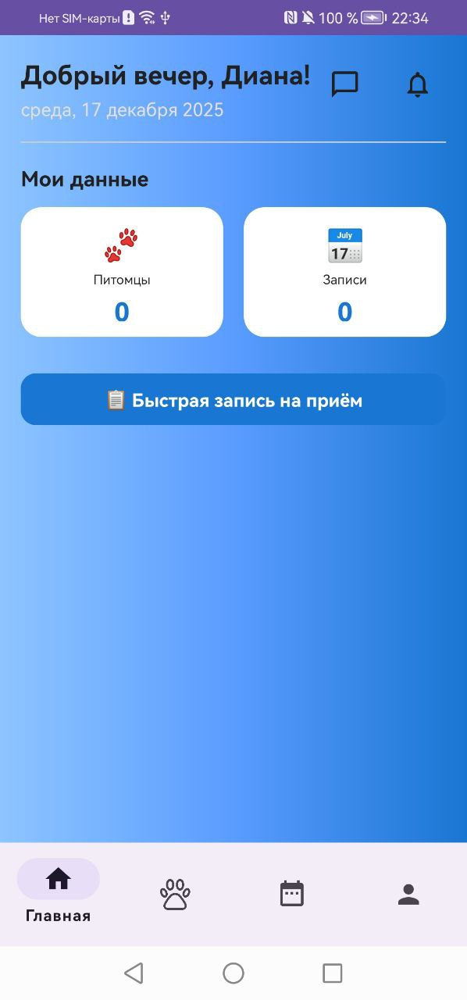 Нет SIM-карты 100 % 22:34
Добрый вечер, Диана!
среда, 17 декабря 2025
Мои данные
July
17
Питомцы
Записи
0
0
Быстрая запись на приём
Главная